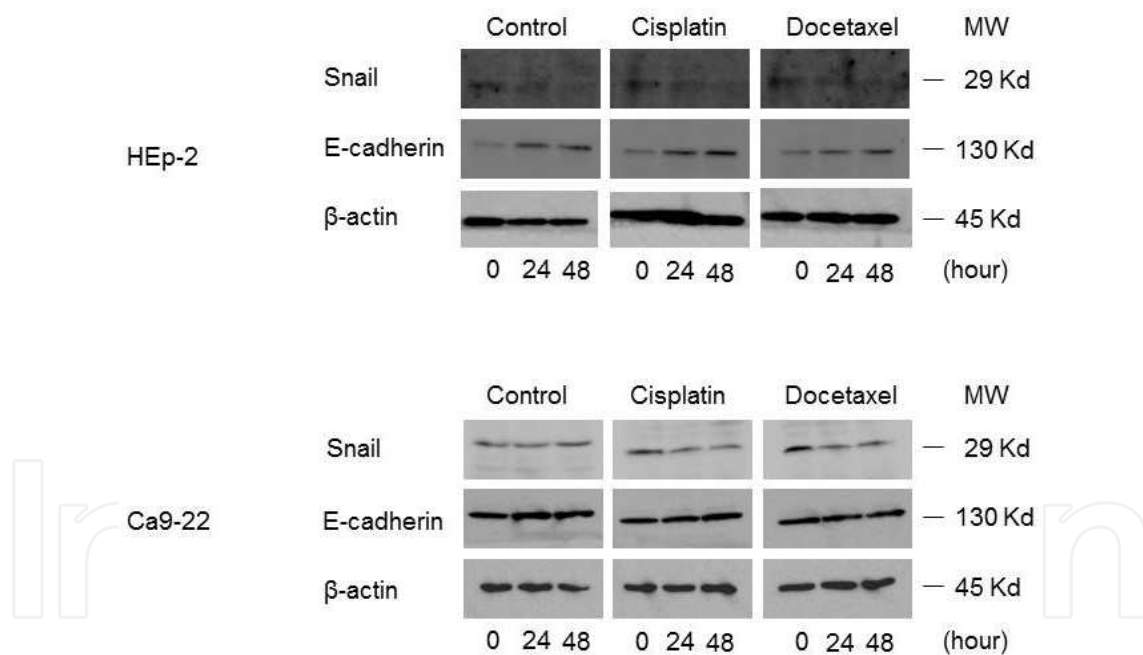 Control Cisplatin Docetaxel MW
Snail — 29 Kd
HEp-2
E-cadherin — 130 Kd
β-actin — 45 Kd
0 24 48 0 24 48 0 24 48 (hour)
Control Cisplatin Docetaxel MW
Snail — 29 Kd
Ca9-22
E-cadherin — 130 Kd
β-actin — 45 Kd
0 24 48 0 24 48 0 24 48 (hour)